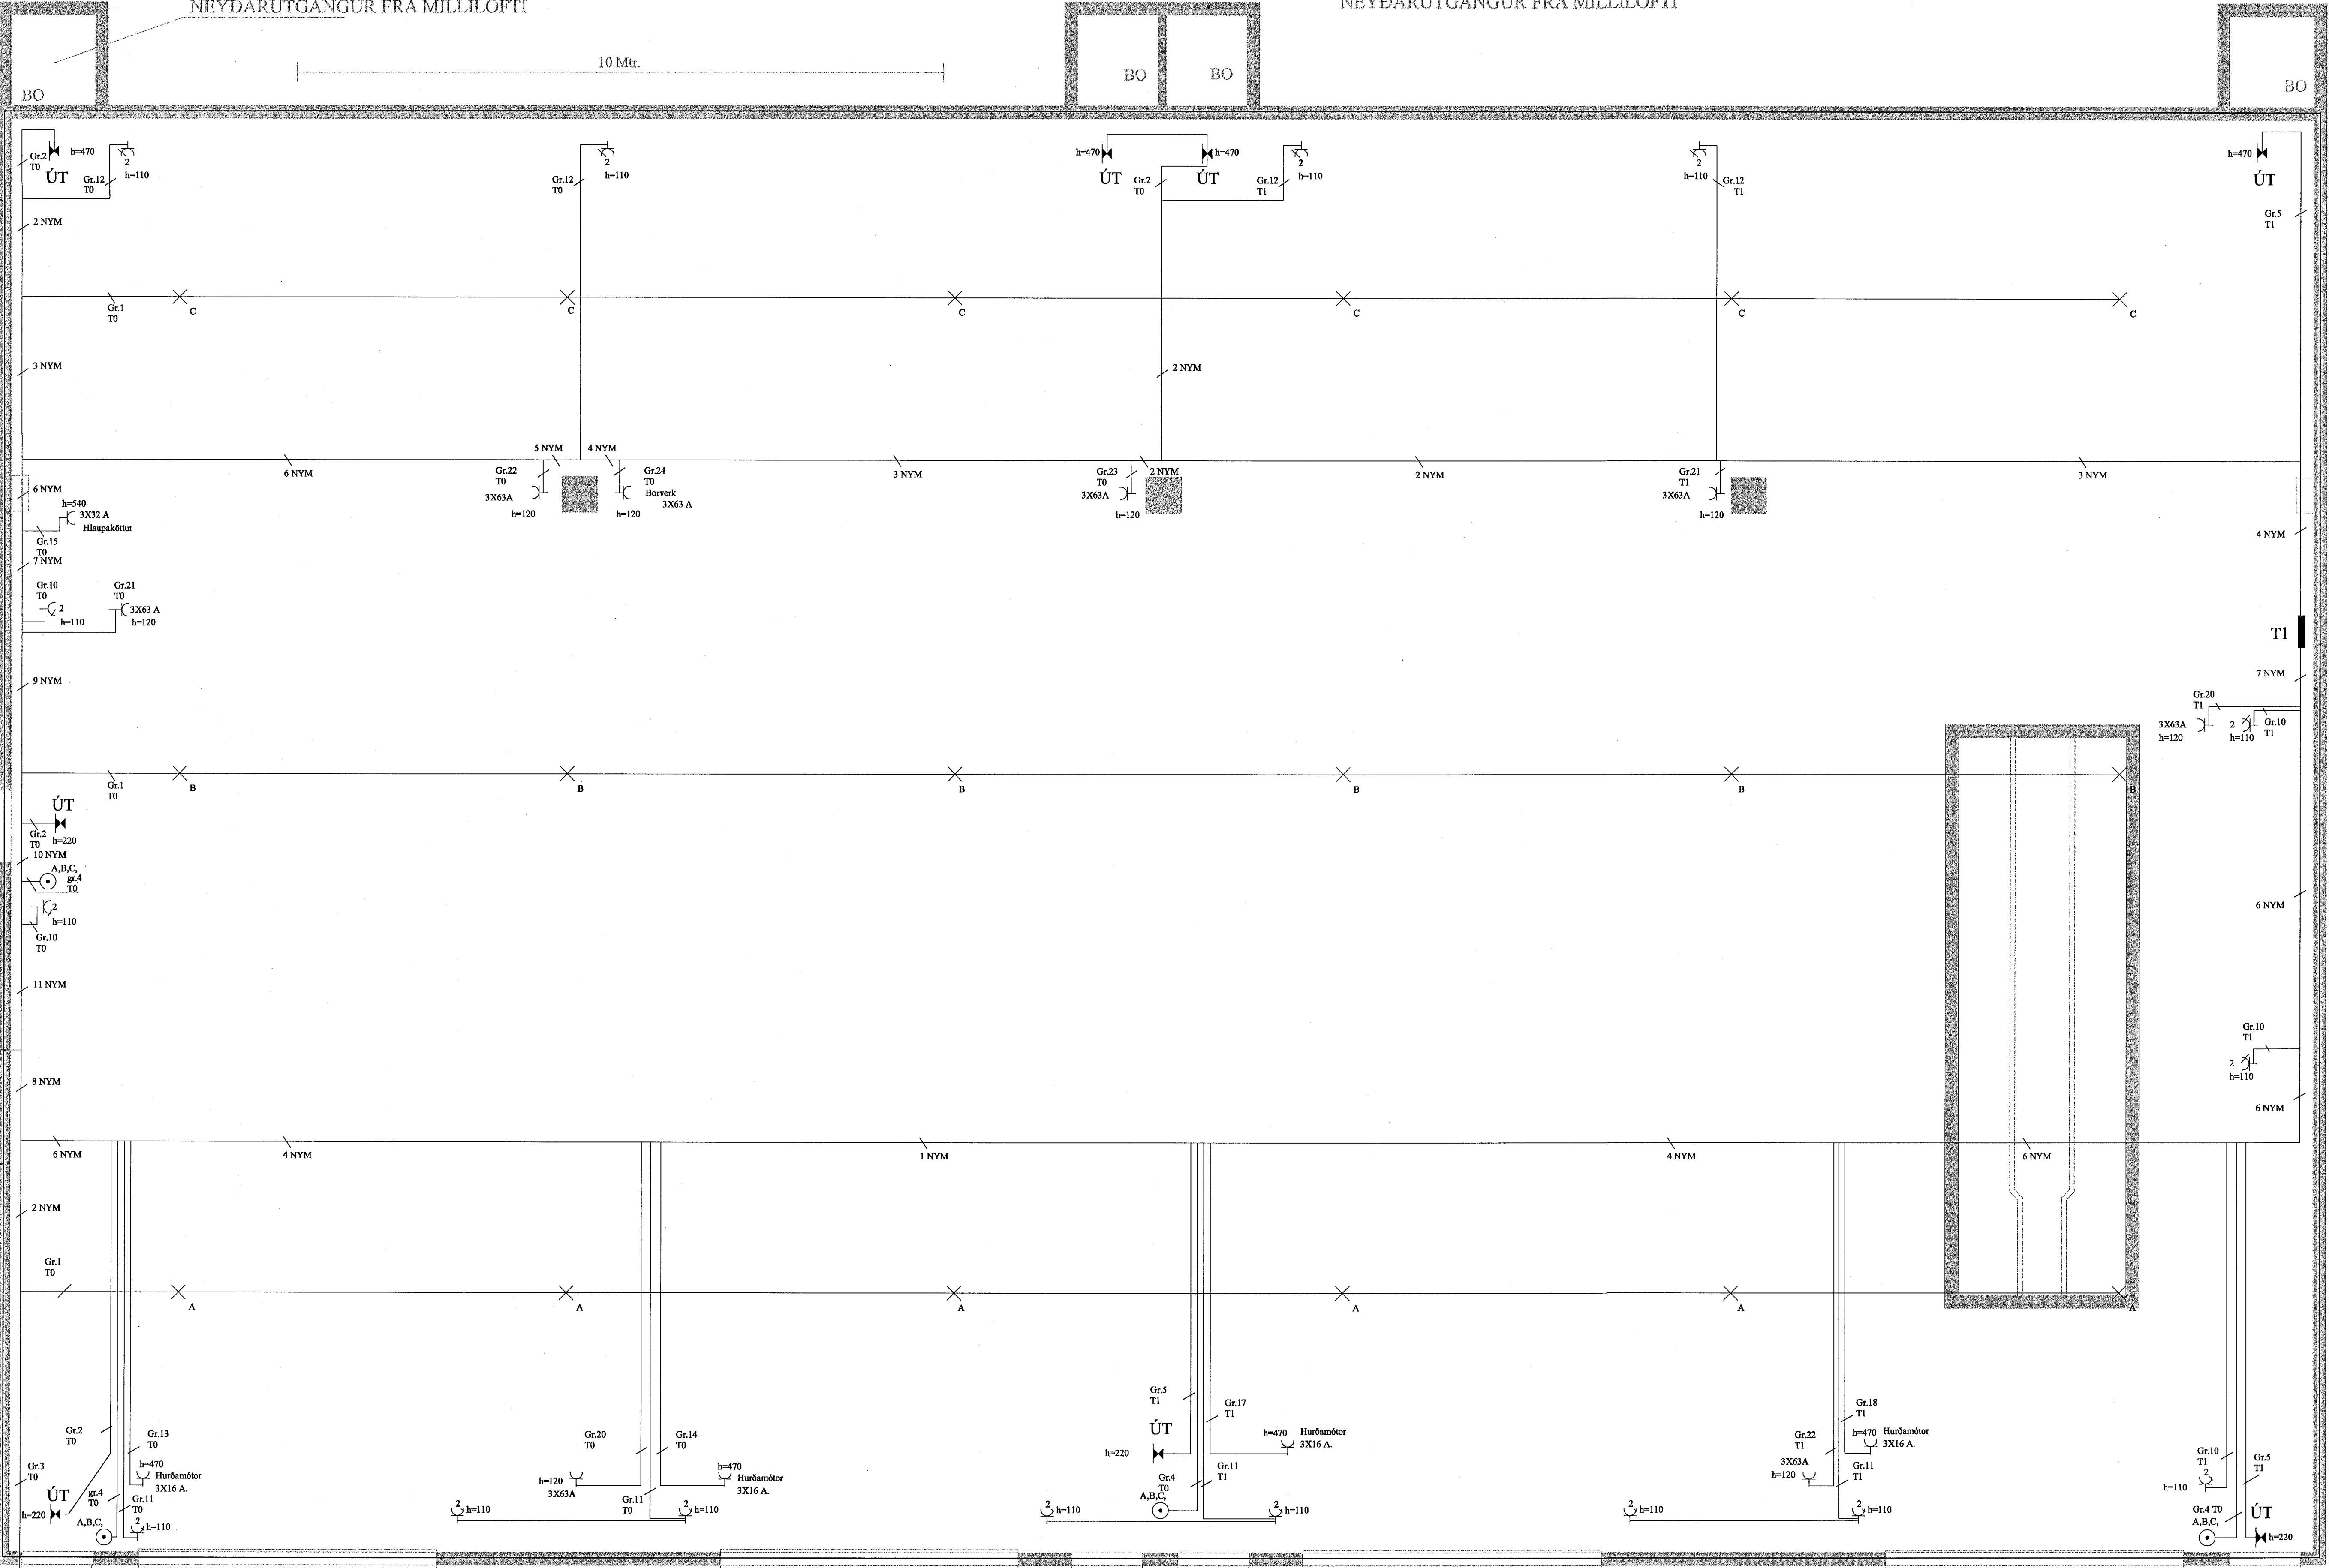 NEYÐARÚTGANGUR FRÁ MILLILOFTI
NEYÐARÚTGANGUR FRÁ MILLILOFTI
10 Mtr.
BO
BO
BO
BO
Gr.2
T0
h=470
ÚT
Gr.12
T0
2
h=110
2 NYM
Gr.12
T0
2
h=110
h=470
ÚT
Gr.2
T0
h=470
ÚT
Gr.12
T1
2
h=110
2
h=110
Gr.12
T1
h=470
ÚT
Gr.5
T1
Gr.1
T0
C
C
C
C
C
C
3 NYM
2 NYM
6 NYM
5 NYM
4 NYM
3 NYM
2 NYM
2 NYM
3 NYM
Gr.22
T0
3X63A
h=120
Gr.24
T0
Borverk
3X63 A
h=120
Gr.23
T0
3X63A
h=120
Gr.21
T1
3X63A
h=120
6 NYM
h=540
3X32 A
Hlaupaköttur
Gr.15
T0
7 NYM
4 NYM
Gr.10
T0
2
h=110
Gr.21
T0
3X63 A
h=120
T1
9 NYM
7 NYM
Gr.20
T1
3X63A
h=120
2
h=110
Gr.10
T1
Gr.1
T0
B
B
B
B
B
B
ÚT
Gr.2
T0
h=220
10 NYM
A,B,C,
gr.4
T0
2
h=110
Gr.10
T0
6 NYM
11 NYM
Gr.10
T1
2
h=110
8 NYM
6 NYM
6 NYM
4 NYM
1 NYM
4 NYM
6 NYM
2 NYM
Gr.1
T0
A
A
A
A
A
A
Gr.2
T0
Gr.13
T0
h=470
Hurðamótor
3X16 A.
Gr.3
T0
ÚT
h=220
gr.4
T0
A,B,C,
Gr.11
T0
2
h=110
Gr.20
T0
h=120
3X63A
Gr.14
T0
h=470
Hurðamótor
3X16 A.
2
h=110
Gr.11
T0
2
h=110
Gr.5
T1
ÚT
h=220
Gr.17
T1
h=470
Hurðamótor
3X16 A.
Gr.4
T0
A,B,C,
Gr.11
T1
2
h=110
2
h=110
Gr.18
T1
h=470
Hurðamótor
3X16 A.
Gr.22
T1
3X63A
h=120
Gr.11
T1
2
h=110
2
h=110
Gr.10
T1
2
h=110
Gr.5
T1
Gr.4 T0
A,B,C,
ÚT
h=220